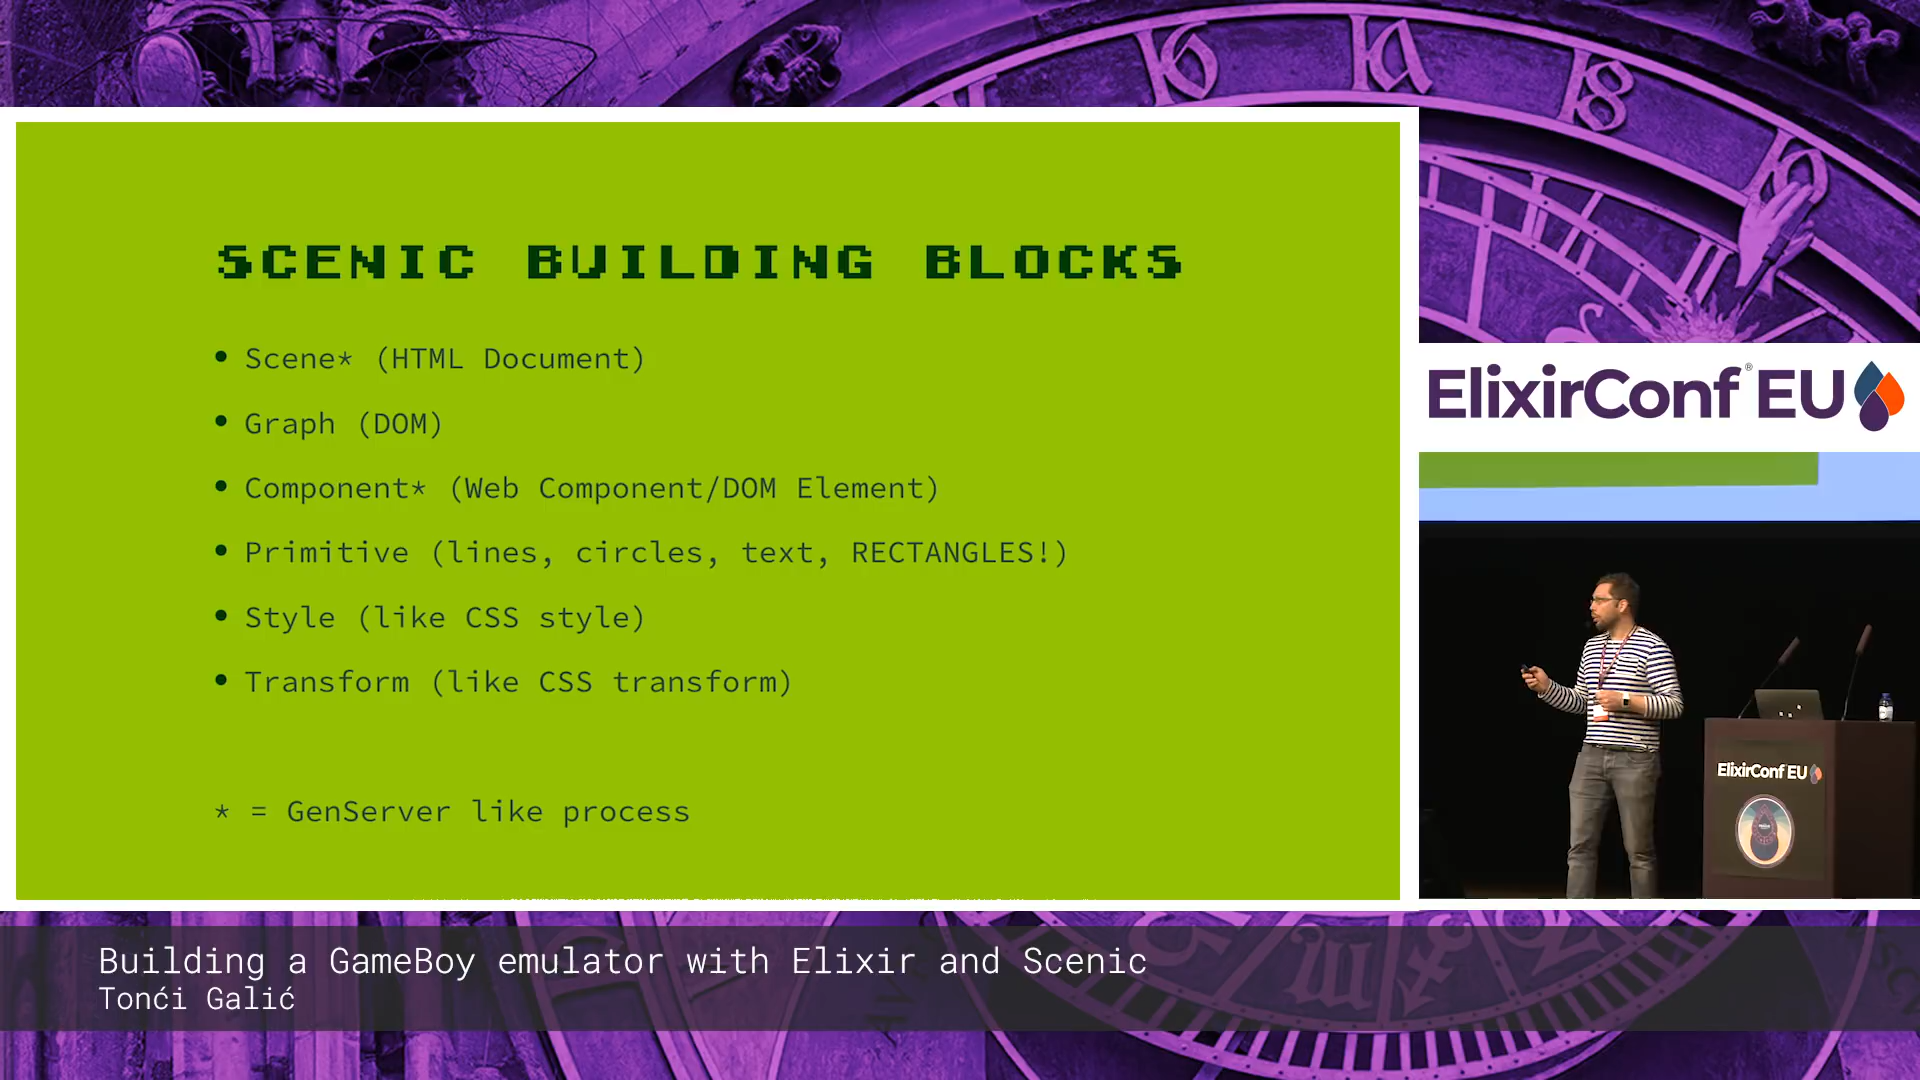 SCENIC BUILDING BLOCKS
• Scene* (HTML Document)
• Graph (DOM)
• Component* (Web Component/DOM Element)
• Primitive (lines, circles, text, RECTANGLES!)
• Style (like CSS style)
• Transform (like CSS transform)
* = GenServer like process
ElixirConf® EU
ElixirConf EU
Building a GameBoy emulator with Elixir and Scenic
Tonći Galić